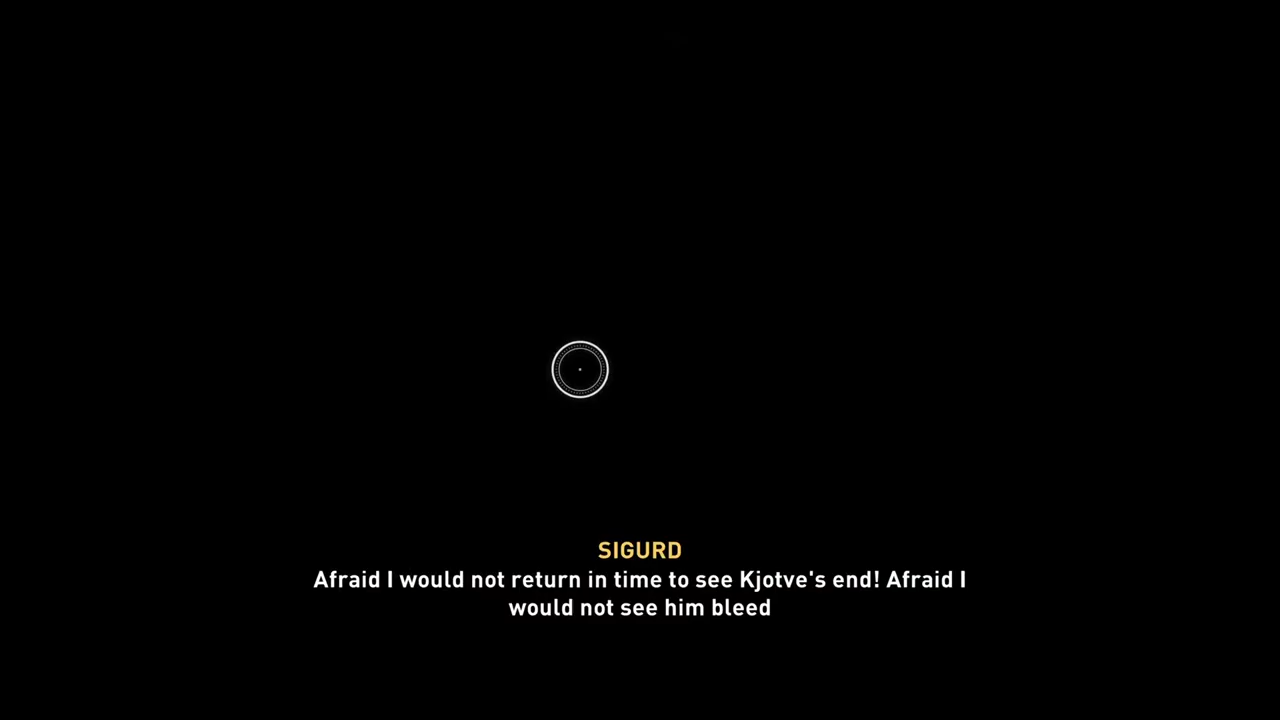 SIGURD
Afraid I would not return in time to see Kjotve's end! Afraid I
would not see him bleed